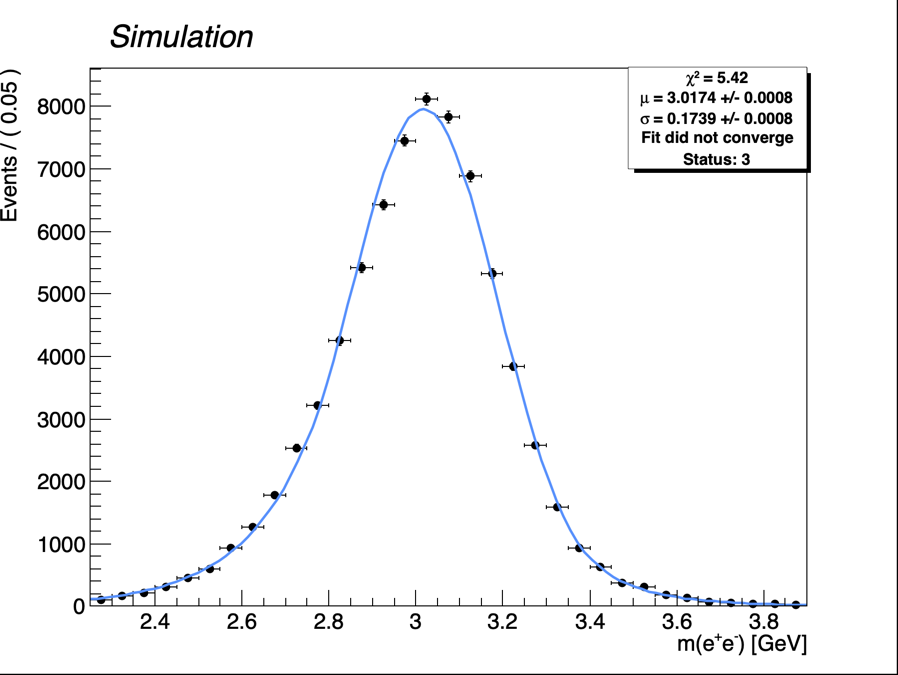 Simulation
χ² = 5.42
μ = 3.0174 +/- 0.0008
σ = 0.1739 +/- 0.0008
Fit did not converge
Status: 3
Events / ( 0.05 )
8000
7000
6000
5000
4000
3000
2000
1000
0
2.4 2.6 2.8 3 3.2 3.4 3.6 3.8
m(e⁺e⁻) [GeV]